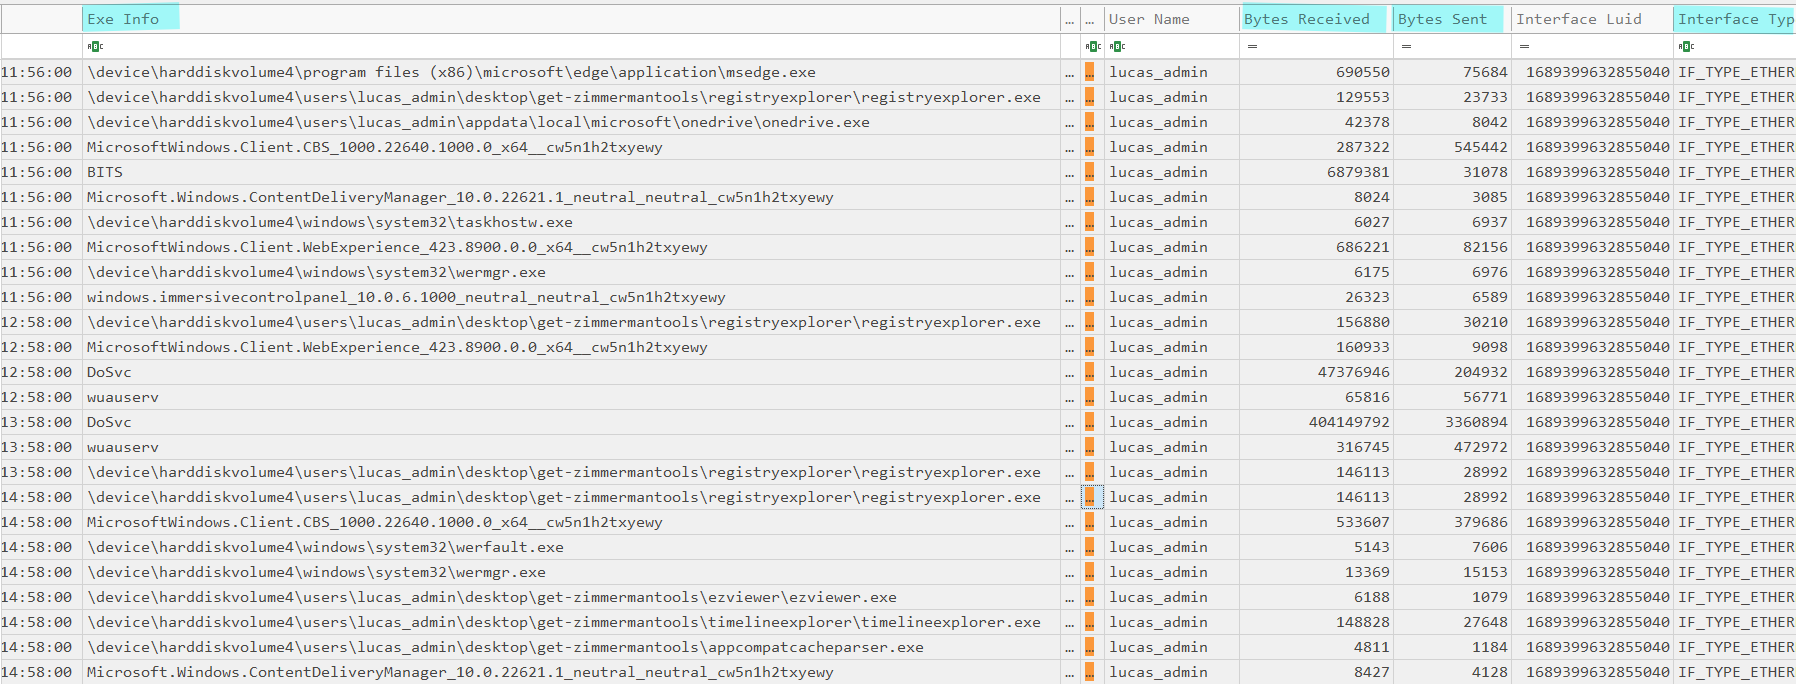 Exe Info ... ... User Name Bytes Received Bytes Sent Interface Luid Interface Typ
ABC ABC ABC = = = ABC
11:56:00 \device\harddiskvolume4\program files (x86)\microsoft\edge\application\msedge.exe ... ... lucas_admin 690550 75684 1689399632855040 IF_TYPE_ETHER
11:56:00 \device\harddiskvolume4\users\lucas_admin\desktop\get-zimmermantools\registryexplorer\registryexplorer.exe ... ... lucas_admin 129553 23733 1689399632855040 IF_TYPE_ETHER
11:56:00 \device\harddiskvolume4\users\lucas_admin\appdata\local\microsoft\onedrive\onedrive.exe ... ... lucas_admin 42378 8042 1689399632855040 IF_TYPE_ETHER
11:56:00 MicrosoftWindows.Client.CBS_1000.22640.1000.0_x64__cw5n1h2txyewy ... ... lucas_admin 287322 545442 1689399632855040 IF_TYPE_ETHER
11:56:00 BITS ... ... lucas_admin 6879381 31078 1689399632855040 IF_TYPE_ETHER
11:56:00 Microsoft.Windows.ContentDeliveryManager_10.0.22621.1_neutral_neutral_cw5n1h2txyewy ... ... lucas_admin 8024 3085 1689399632855040 IF_TYPE_ETHER
11:56:00 \device\harddiskvolume4\windows\system32\taskhostw.exe ... ... lucas_admin 6027 6937 1689399632855040 IF_TYPE_ETHER
11:56:00 MicrosoftWindows.Client.WebExperience_423.8900.0.0_x64__cw5n1h2txyewy ... ... lucas_admin 686221 82156 1689399632855040 IF_TYPE_ETHER
11:56:00 \device\harddiskvolume4\windows\system32\wermgr.exe ... ... lucas_admin 6175 6976 1689399632855040 IF_TYPE_ETHER
11:56:00 windows.immersivecontrolpanel_10.0.6.1000_neutral_neutral_cw5n1h2txyewy ... ... lucas_admin 26323 6589 1689399632855040 IF_TYPE_ETHER
12:58:00 \device\harddiskvolume4\users\lucas_admin\desktop\get-zimmermantools\registryexplorer\registryexplorer.exe ... ... lucas_admin 156880 30210 1689399632855040 IF_TYPE_ETHER
12:58:00 MicrosoftWindows.Client.WebExperience_423.8900.0.0_x64__cw5n1h2txyewy ... ... lucas_admin 160933 9098 1689399632855040 IF_TYPE_ETHER
12:58:00 DoSvc ... ... lucas_admin 47376946 204932 1689399632855040 IF_TYPE_ETHER
12:58:00 wuauserv ... ... lucas_admin 65816 56771 1689399632855040 IF_TYPE_ETHER
13:58:00 DoSvc ... ... lucas_admin 404149792 3360894 1689399632855040 IF_TYPE_ETHER
13:58:00 wuauserv ... ... lucas_admin 316745 472972 1689399632855040 IF_TYPE_ETHER
13:58:00 \device\harddiskvolume4\users\lucas_admin\desktop\get-zimmermantools\registryexplorer\registryexplorer.exe ... ... lucas_admin 146113 28992 1689399632855040 IF_TYPE_ETHER
14:58:00 \device\harddiskvolume4\users\lucas_admin\desktop\get-zimmermantools\registryexplorer\registryexplorer.exe ... ... lucas_admin 146113 28992 1689399632855040 IF_TYPE_ETHER
14:58:00 MicrosoftWindows.Client.CBS_1000.22640.1000.0_x64__cw5n1h2txyewy ... ... lucas_admin 533607 379686 1689399632855040 IF_TYPE_ETHER
14:58:00 \device\harddiskvolume4\windows\system32\werfault.exe ... ... lucas_admin 5143 7606 1689399632855040 IF_TYPE_ETHER
14:58:00 \device\harddiskvolume4\windows\system32\wermgr.exe ... ... lucas_admin 13369 15153 1689399632855040 IF_TYPE_ETHER
14:58:00 \device\harddiskvolume4\users\lucas_admin\desktop\get-zimmermantools\ezviewer\ezviewer.exe ... ... lucas_admin 6188 1079 1689399632855040 IF_TYPE_ETHER
14:58:00 \device\harddiskvolume4\users\lucas_admin\desktop\get-zimmermantools\timelineexplorer\timelineexplorer.exe ... ... lucas_admin 148828 27648 1689399632855040 IF_TYPE_ETHER
14:58:00 \device\harddiskvolume4\users\lucas_admin\desktop\get-zimmermantools\appcompatcacheparser.exe ... ... lucas_admin 4811 1184 1689399632855040 IF_TYPE_ETHER
14:58:00 Microsoft.Windows.ContentDeliveryManager_10.0.22621.1_neutral_neutral_cw5n1h2txyewy ... ... lucas_admin 8427 4128 1689399632855040 IF_TYPE_ETHER